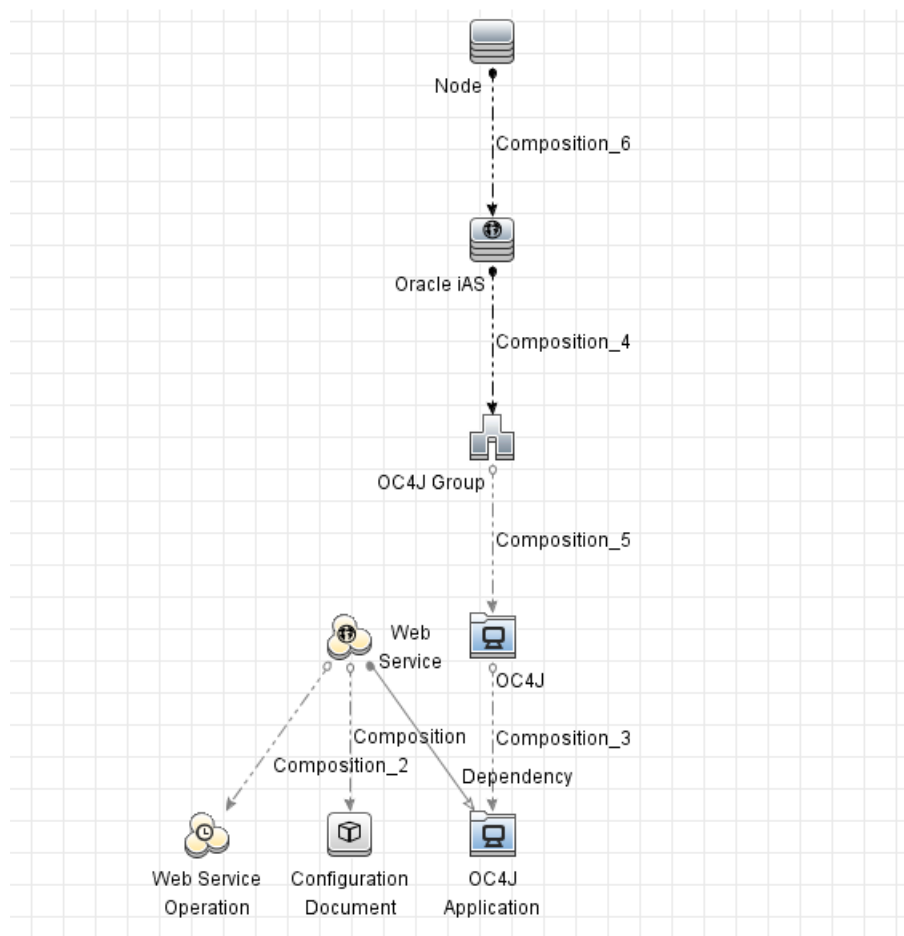 Node
Composition_6
Oracle iAS
Composition_4
OC4J Group
Composition_5
Web
Service
OC4J
Composition
Composition_3
Composition_2
Dependency
Web Service
Operation
Configuration
Document
OC4J
Application